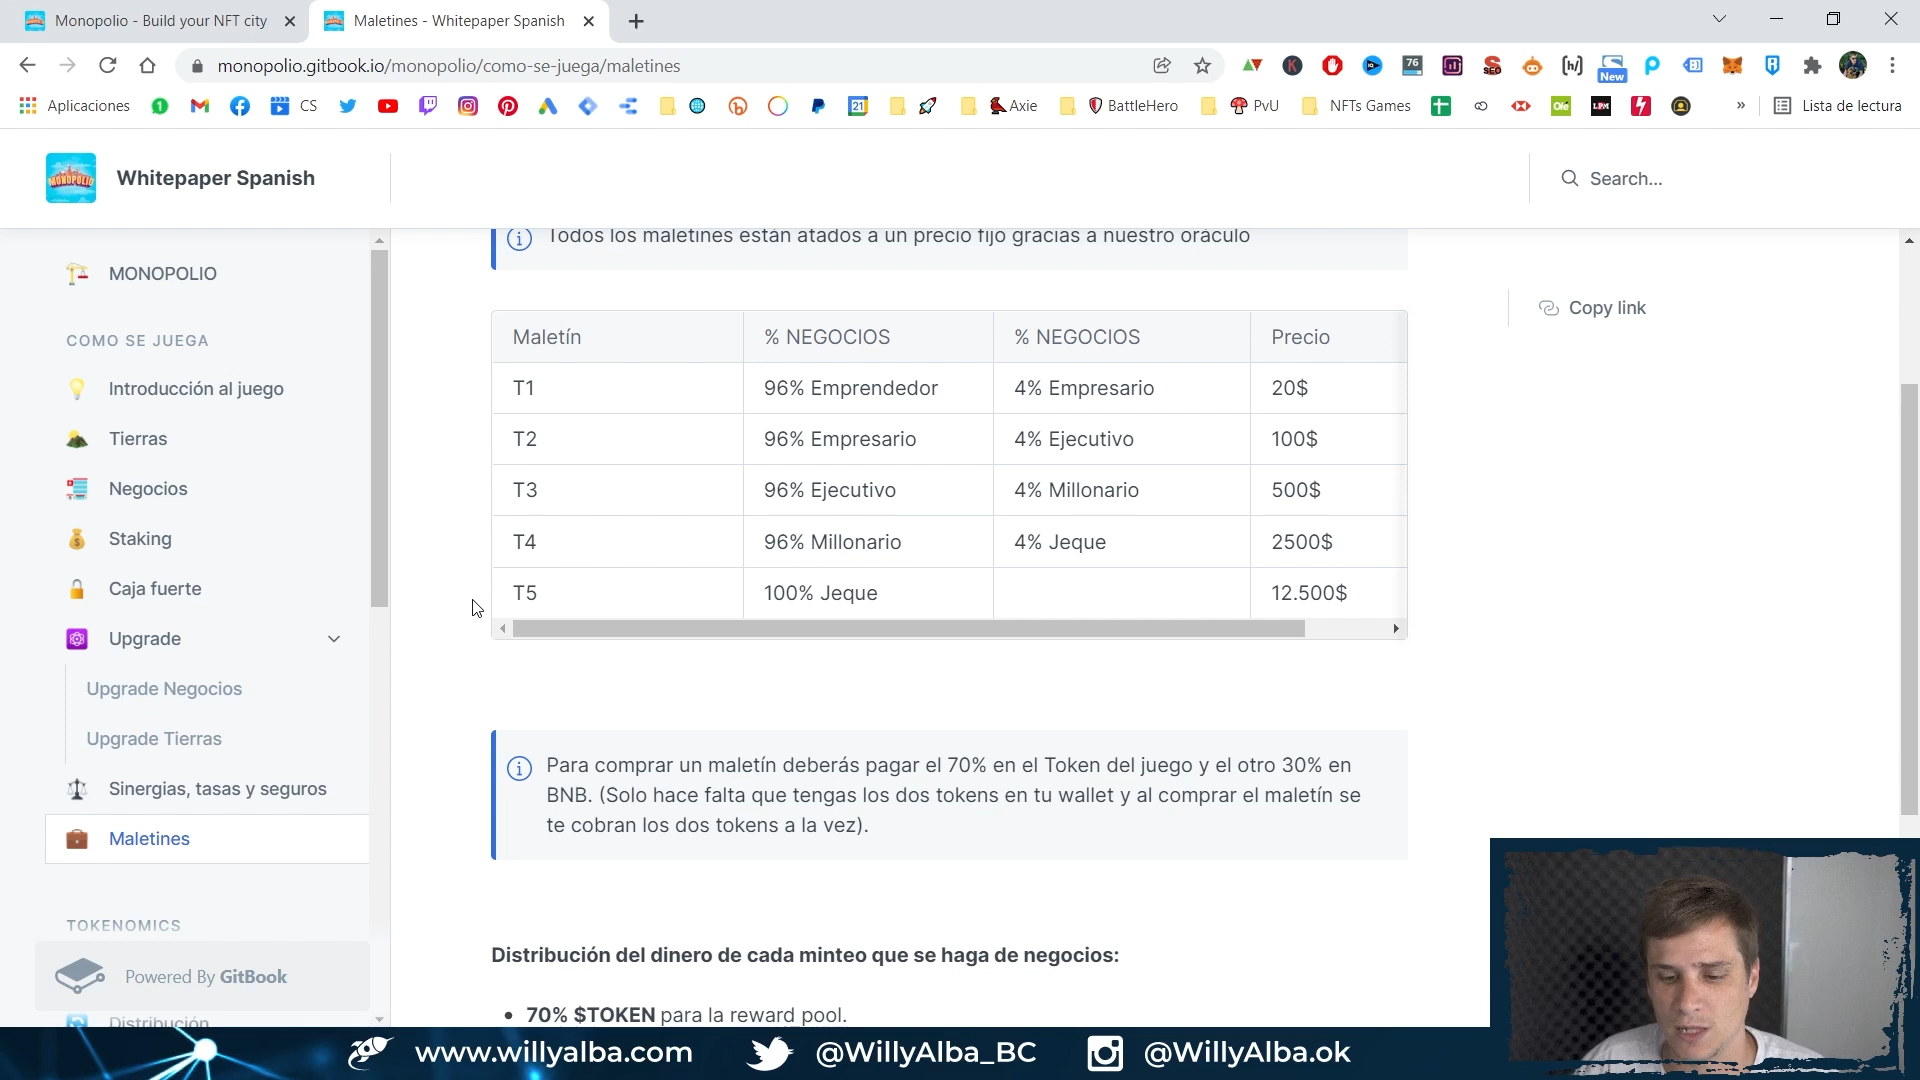 Monopolio - Build your NFT city
Maletines - Whitepaper Spanish
monopolio.gitbook.io/monopolio/como-se-juega/maletines
76
New
Aplicaciones
1
CS
21
Axie
BattleHero
PvU
NFTs Games
Olé
LPM
»
Lista de lectura
MONOPOLIO
Whitepaper Spanish
Search...
MONOPOLIO
COMO SE JUEGA
Introducción al juego
Tierras
Negocios
Staking
Caja fuerte
Upgrade
Upgrade Negocios
Upgrade Tierras
Sinergias, tasas y seguros
Maletines
TOKENOMICS
Powered By GitBook
Distribución
Todos los maletines están atados a un precio fijo gracias a nuestro oráculo
Copy link
Maletín % NEGOCIOS % NEGOCIOS Precio
T1 96% Emprendedor 4% Empresario 20$
T2 96% Empresario 4% Ejecutivo 100$
T3 96% Ejecutivo 4% Millonario 500$
T4 96% Millonario 4% Jeque 2500$
T5 100% Jeque 12.500$
Para comprar un maletín deberás pagar el 70% en el Token del juego y el otro 30% en
BNB. (Solo hace falta que tengas los dos tokens en tu wallet y al comprar el maletín se
te cobran los dos tokens a la vez).
Distribución del dinero de cada minteo que se haga de negocios:
• 70% $TOKEN para la reward pool.
www.willyalba.com
@WillyAlba_BC
@WillyAlba.ok